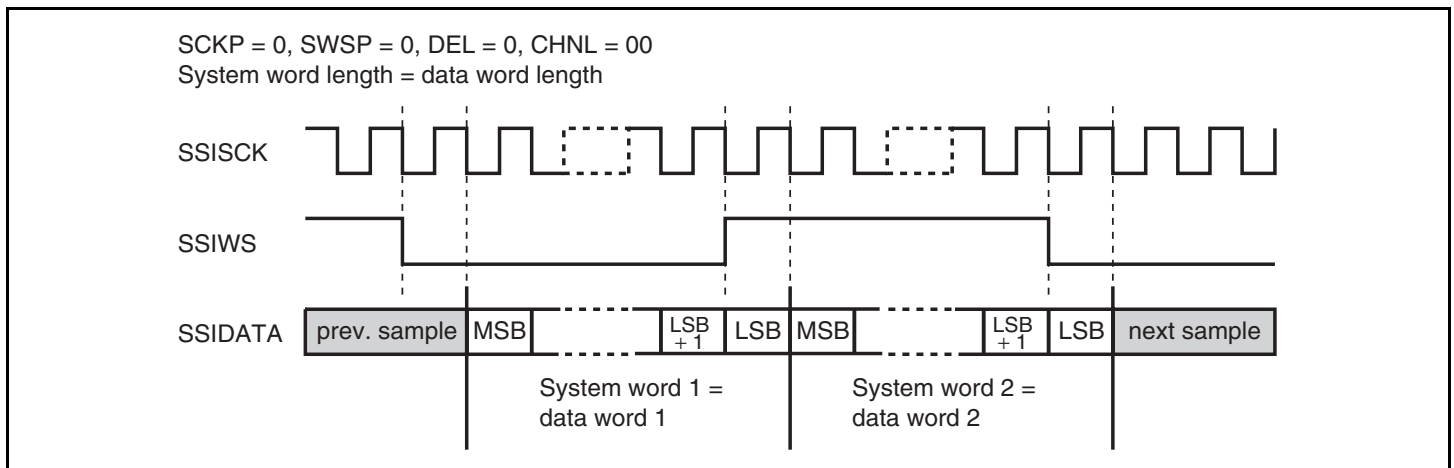 SCKP = 0, SWSP = 0, DEL = 0, CHNL = 00
System word length = data word length
SSISCK
SSIWS
SSIDATA
prev. sample
MSB
LSB
+ 1
LSB
MSB
LSB
+ 1
LSB
next sample
System word 1 =
data word 1
System word 2 =
data word 2